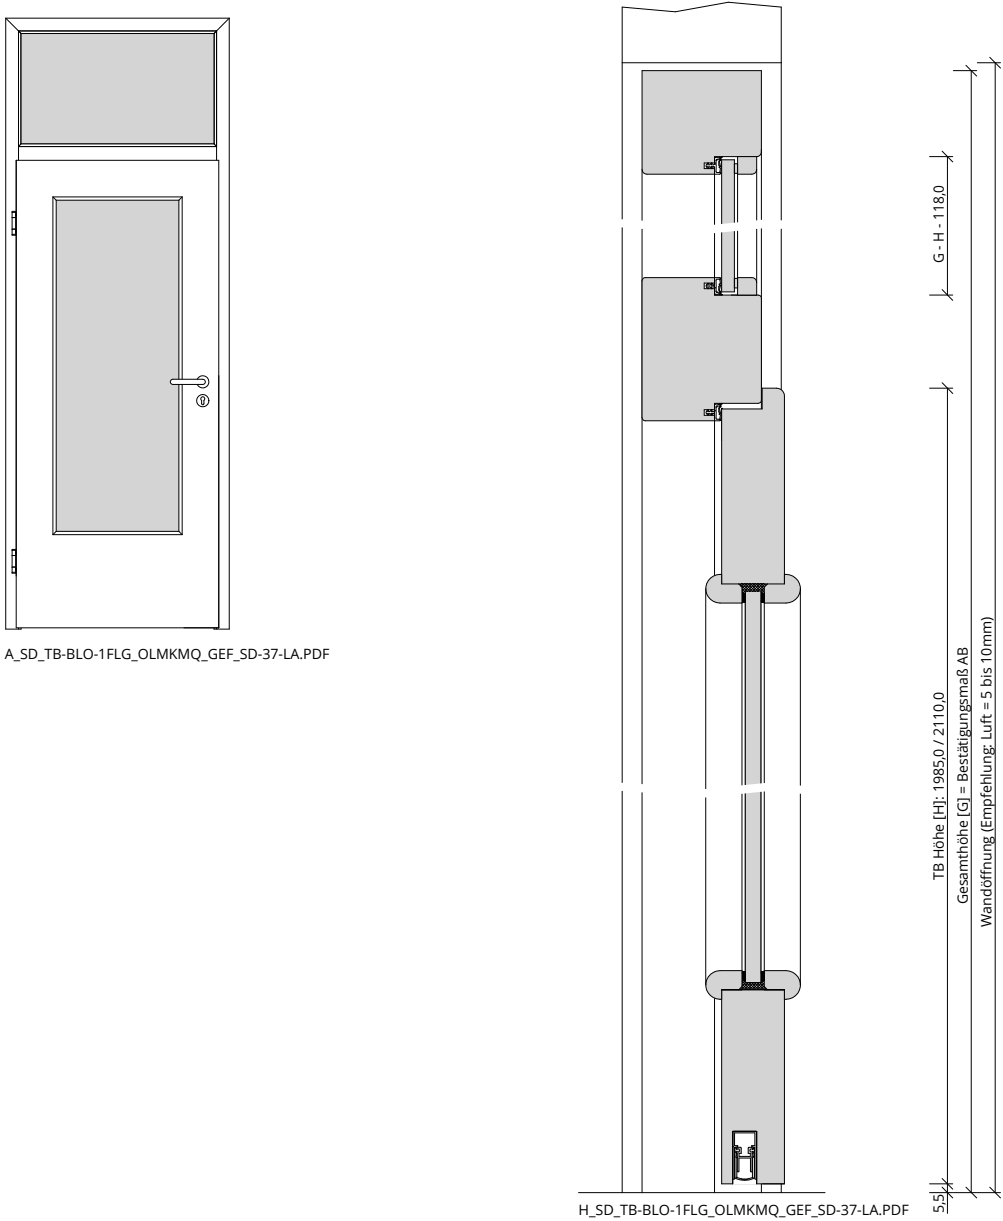 A_SD_TB-BLO-1FLG_OLMKMQ_GEF_SD-37-LA.PDF
G - H - 118,0
TB Höhe [H]: 1985,0 / 2110,0
Gesamthöhe [G] = Bestätigungsmaß AB
Wandöffnung (Empfehlung: Luft = 5 bis 10mm)
5,5
H_SD_TB-BLO-1FLG_OLMKMQ_GEF_SD-37-LA.PDF